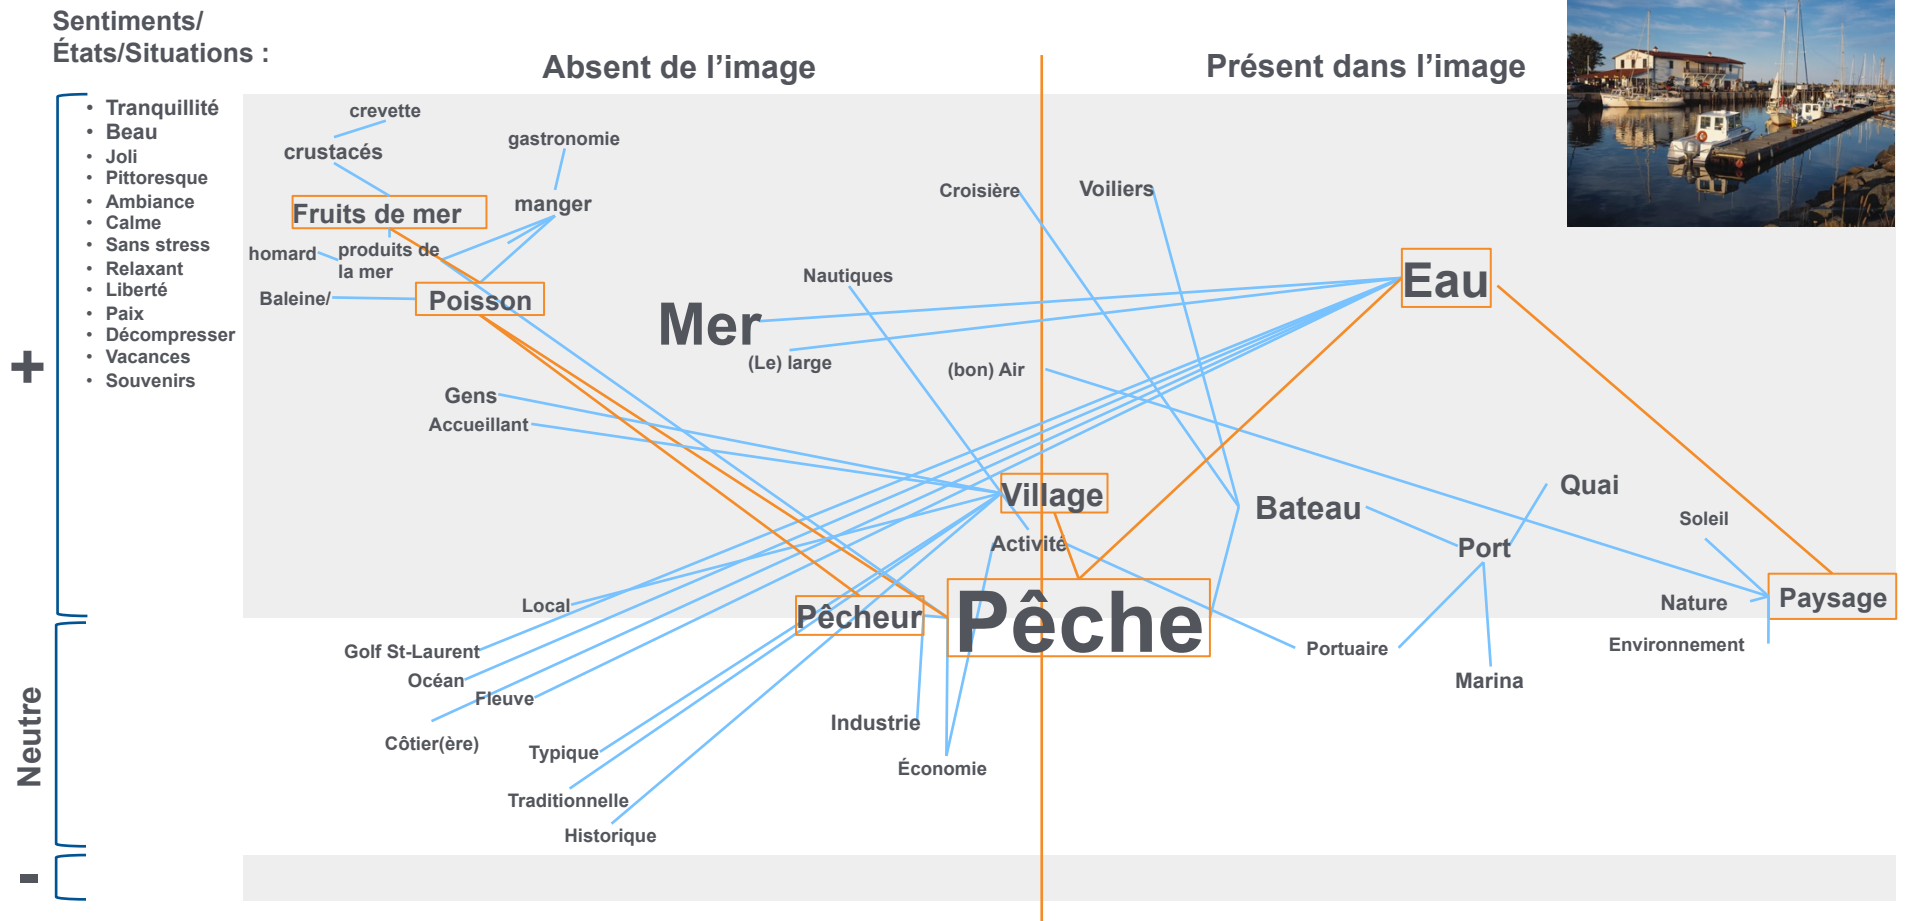 Sentiments/
États/Situations :
Absent de l’image
Présent dans l’image
• Tranquillité
• Beau
• Joli
• Pittoresque
• Ambiance
• Calme
• Sans stress
• Relaxant
• Liberté
• Paix
• Décompresser
• Vacances
• Souvenirs
+
Neutre
-
crevette
gastronomie
crustacés
manger
Fruits de mer
homard
produits de
la mer
Baleine/
Poisson
Croisière
Voiliers
Nautiques
Mer
Eau
(Le) large
(bon) Air
Gens
Accueillant
Village
Quai
Bateau
Soleil
Activité
Port
Local
Pêcheur
Pêche
Nature
Paysage
Golf St-Laurent
Portuaire
Environnement
Océan
Fleuve
Marina
Industrie
Côtier(ère)
Typique
Économie
Traditionnelle
Historique